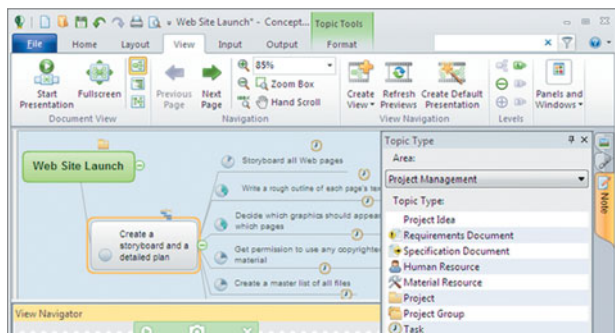 Web Site Launch* - Concept... Topic Tools
File Home Layout View Input Output Format
85%
Zoom Box
Hand Scroll
Start Presentation
Fullscreen
Previous Page
Next Page
Create View
Refresh Previews
Create Default Presentation
Panels and Windows
Document View Navigation View Navigation Levels
Web Site Launch
Create a
storyboard and a
detailed plan
Storyboard all Web pages
Write a rough outline of each page's tex
Decide which graphics should appear
which pages
Get permission to use any copyrighte
material
Create a master list of all files
Topic Type
Area:
Project Management
Topic Type:
Project Idea
Requirements Document
Specification Document
Human Resource
Material Resource
Project
Project Group
Task
Note
View Navigator